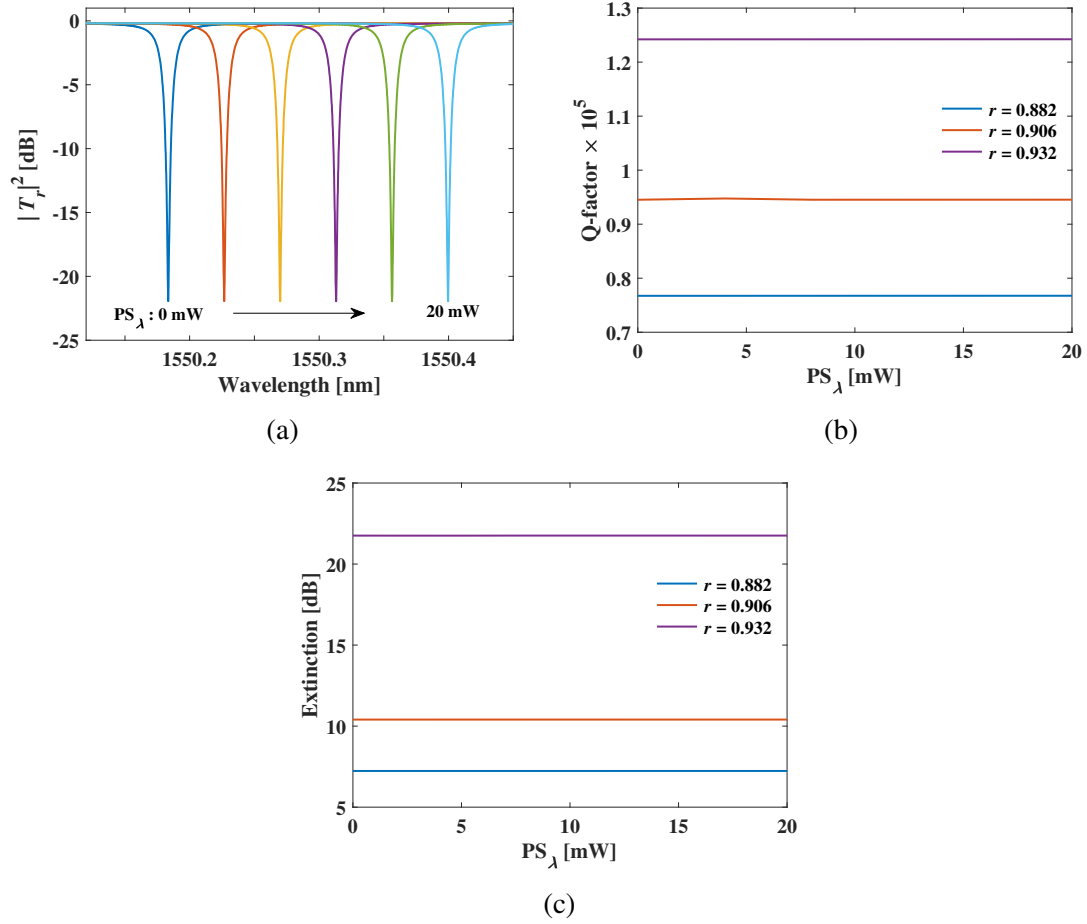 0
-5
-10
-15
-20
-25
|T_r|² [dB]
PS_λ : 0 mW
20 mW
1550.2 1550.3 1550.4
Wavelength [nm]
(a)
1.3
1.2
1.1
1
0.9
0.8
0.7
Q-factor × 10⁵
r = 0.882
r = 0.906
r = 0.932
0 5 10 15 20
PS_λ [mW]
(b)
25
20
15
10
5
Extinction [dB]
r = 0.882
r = 0.906
r = 0.932
0 5 10 15 20
PS_λ [mW]
(c)